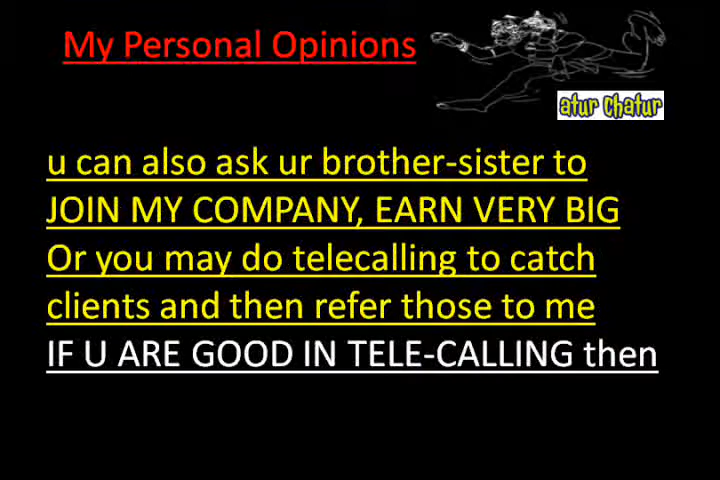 My Personal Opinions
atur chatur
u can also ask ur brother-sister to
JOIN MY COMPANY, EARN VERY BIG
Or you may do telecalling to catch
clients and then refer those to me
IF U ARE GOOD IN TELE-CALLING then